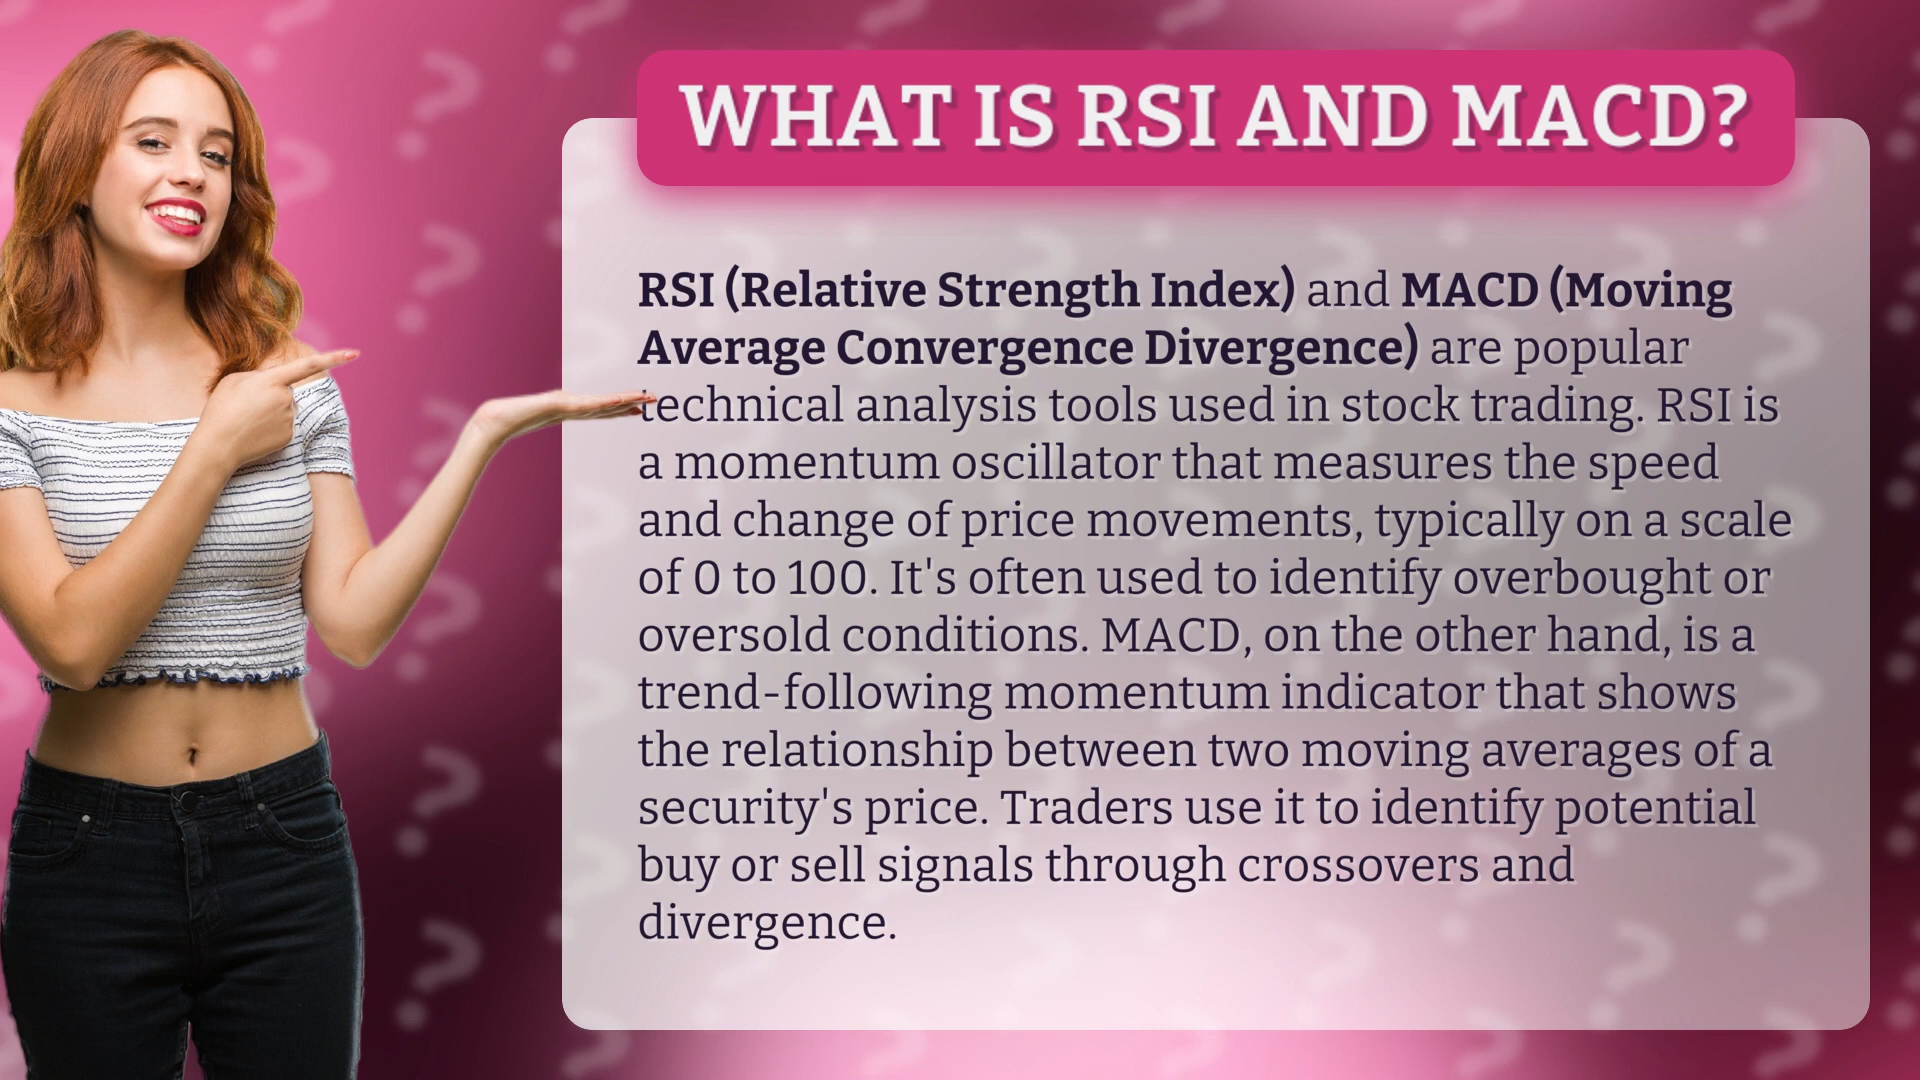 WHAT IS RSI AND MACD?
RSI (Relative Strength Index) and MACD (Moving
Average Convergence Divergence) are popular
technical analysis tools used in stock trading. RSI is
a momentum oscillator that measures the speed
and change of price movements, typically on a scale
of 0 to 100. It's often used to identify overbought or
oversold conditions. MACD, on the other hand, is a
trend-following momentum indicator that shows
the relationship between two moving averages of a
security's price. Traders use it to identify potential
buy or sell signals through crossovers and
divergence.